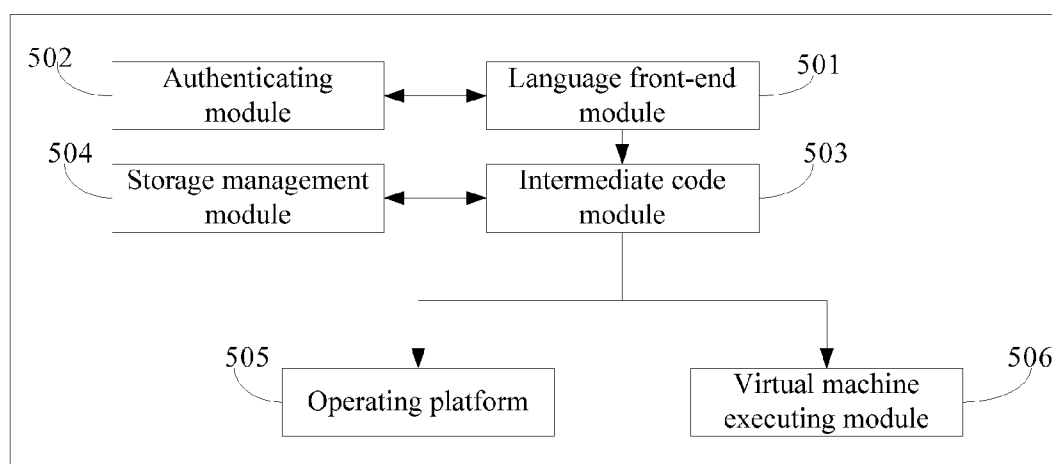 502
Authenticating
module
Language front-end
module
501
504
Storage management
module
Intermediate code
module
503
505
Operating platform
Virtual machine
executing module
506